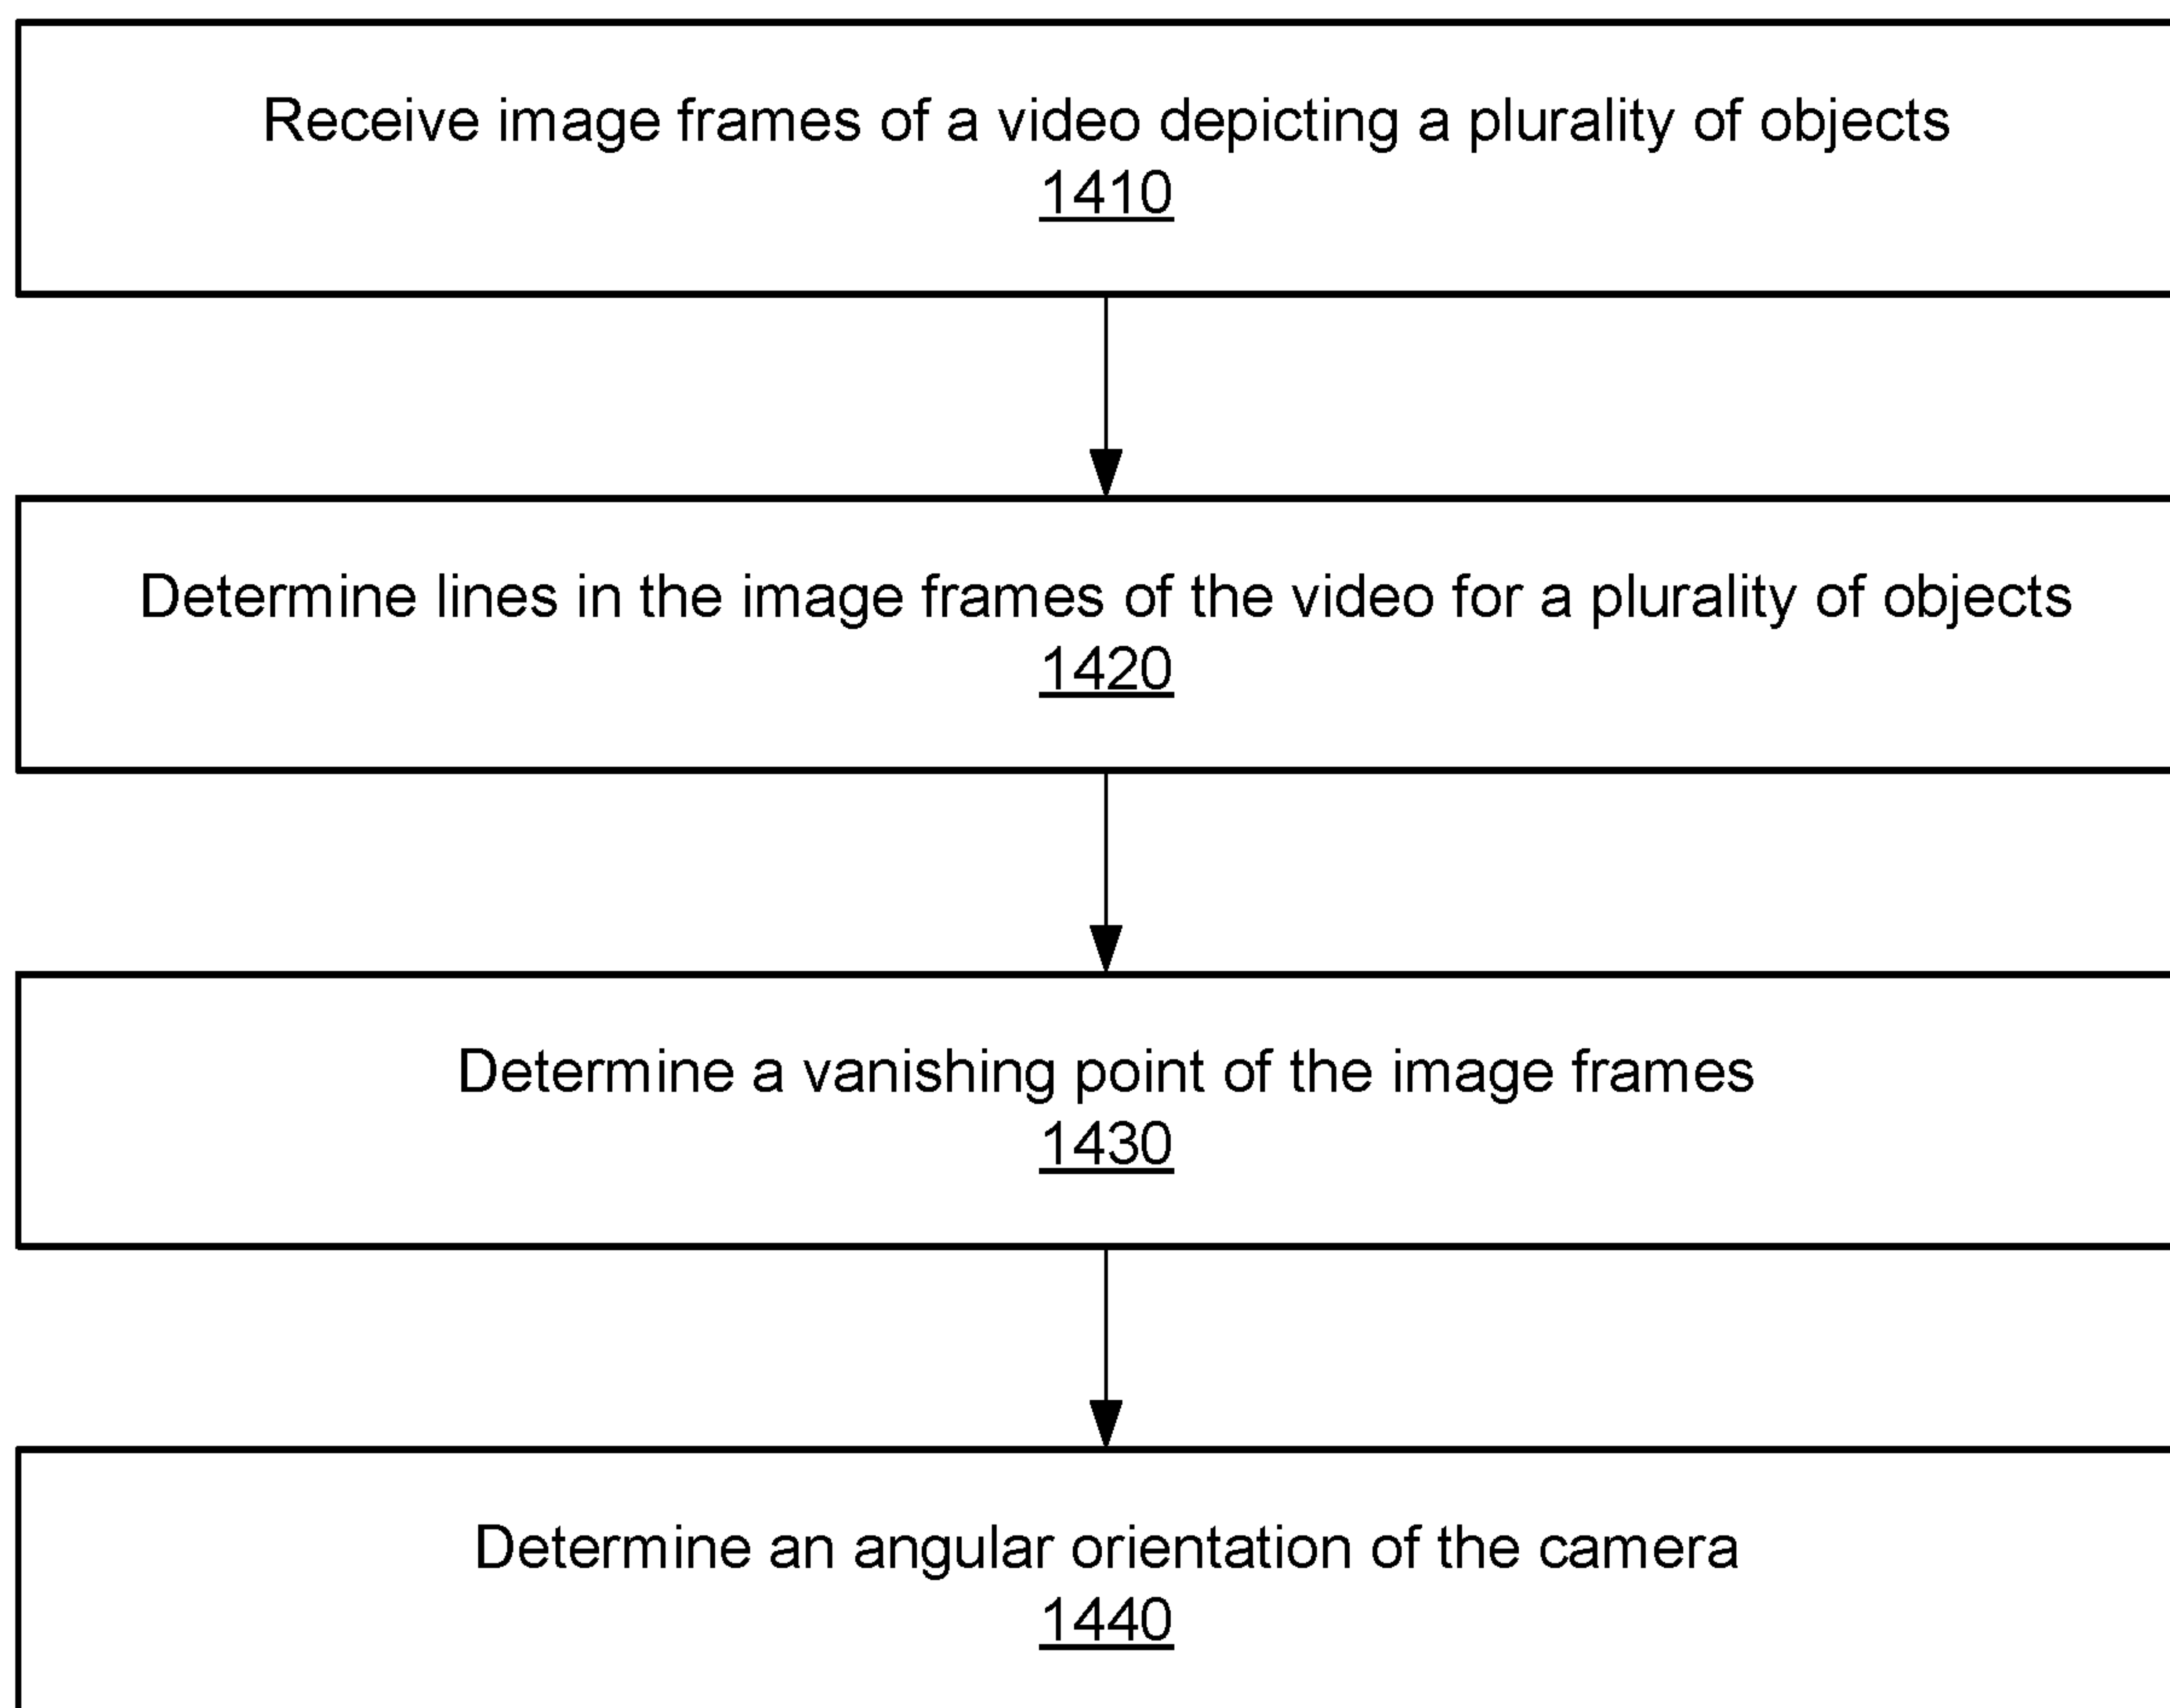 Receive image frames of a video depicting a plurality of objects
1410
Determine lines in the image frames of the video for a plurality of objects
1420
Determine a vanishing point of the image frames
1430
Determine an angular orientation of the camera
1440